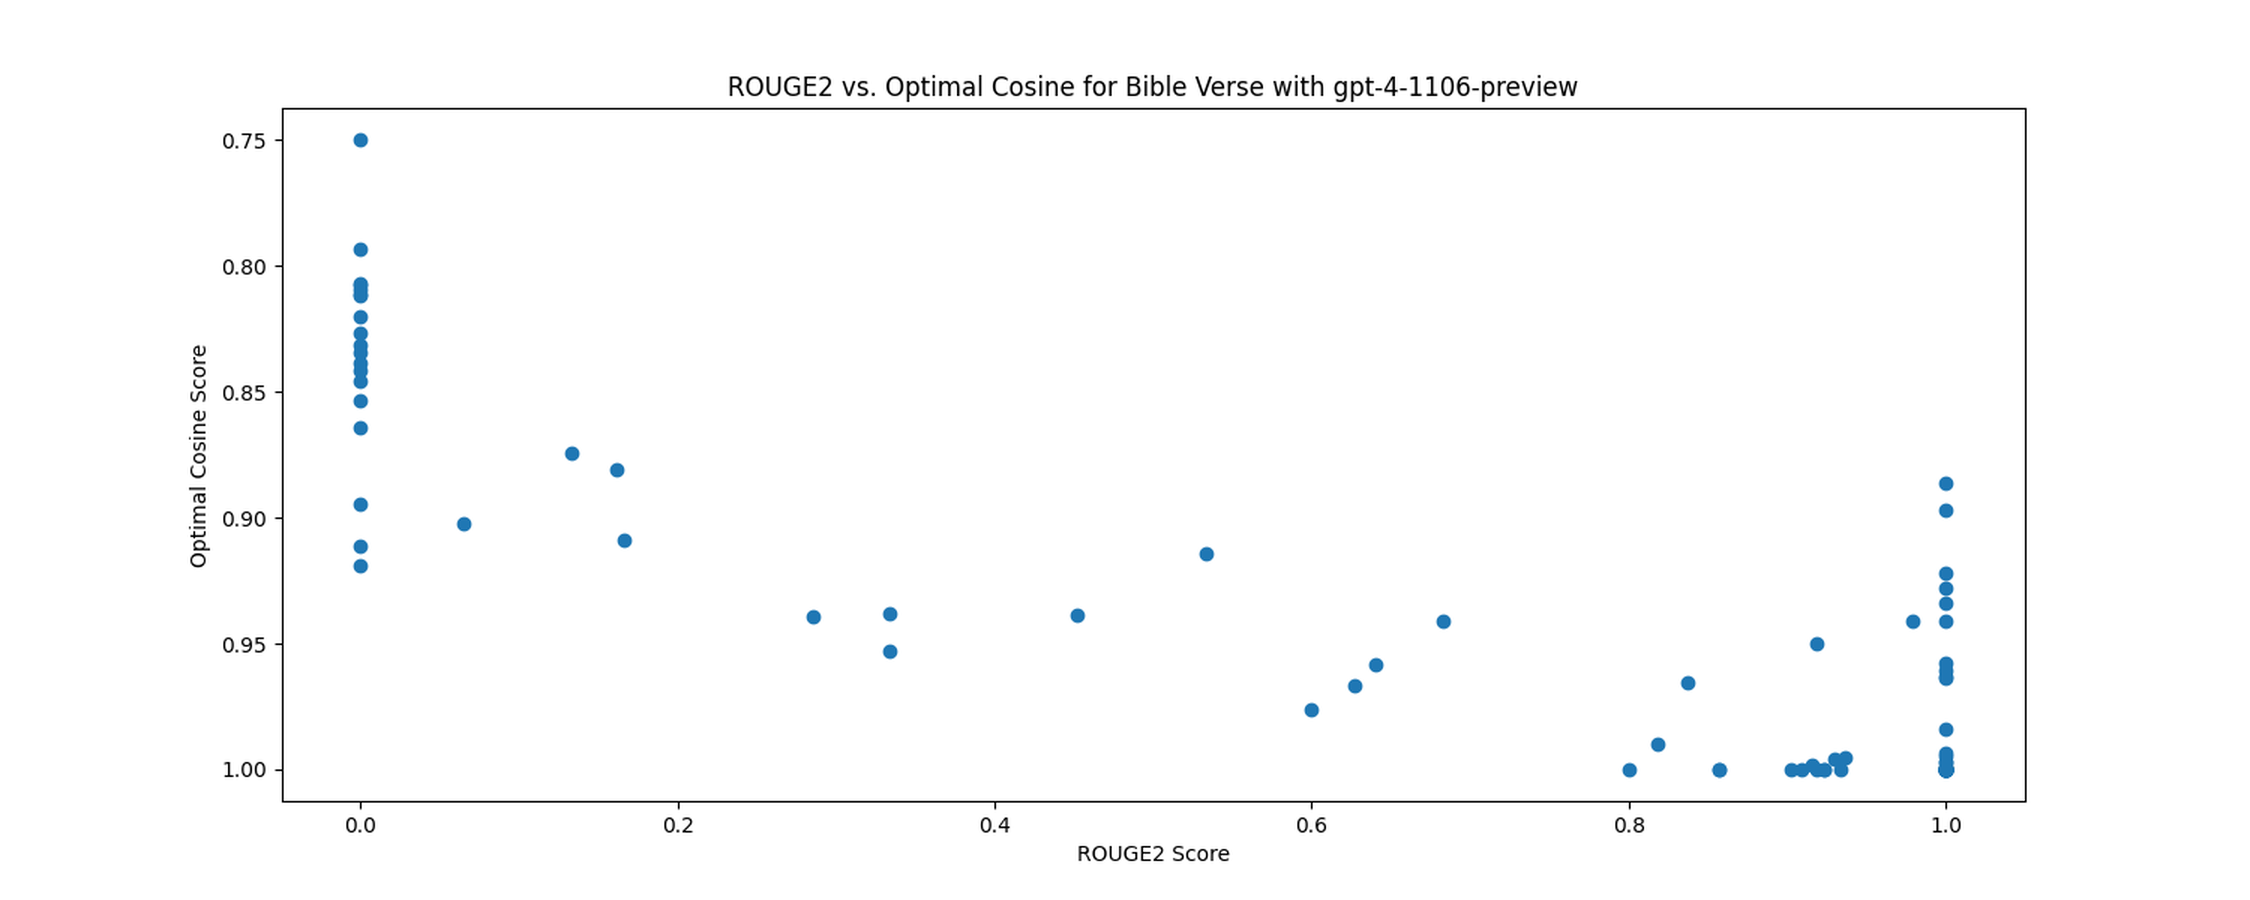 ROUGE2 vs. Optimal Cosine for Bible Verse with gpt-4-1106-preview
Optimal Cosine Score
0.75
0.80
0.85
0.90
0.95
1.00
0.0 0.2 0.4 0.6 0.8 1.0
ROUGE2 Score